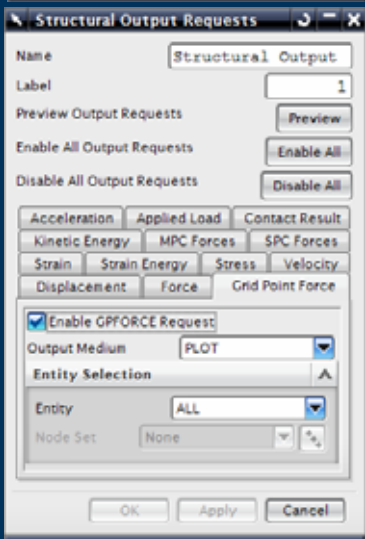 Structural Output Requests
Name Structural Output
Label 1
Preview Output Requests Preview
Enable All Output Requests Enable All
Disable All Output Requests Disable All
Acceleration Applied Load Contact Result
Kinetic Energy MPC Forces SPC Forces
Strain Strain Energy Stress Velocity
Displacement Force Grid Point Force
Enable GPFORCE Request
Output Medium PLOT
Entity Selection
Entity ALL
Node Set None
OK Apply Cancel